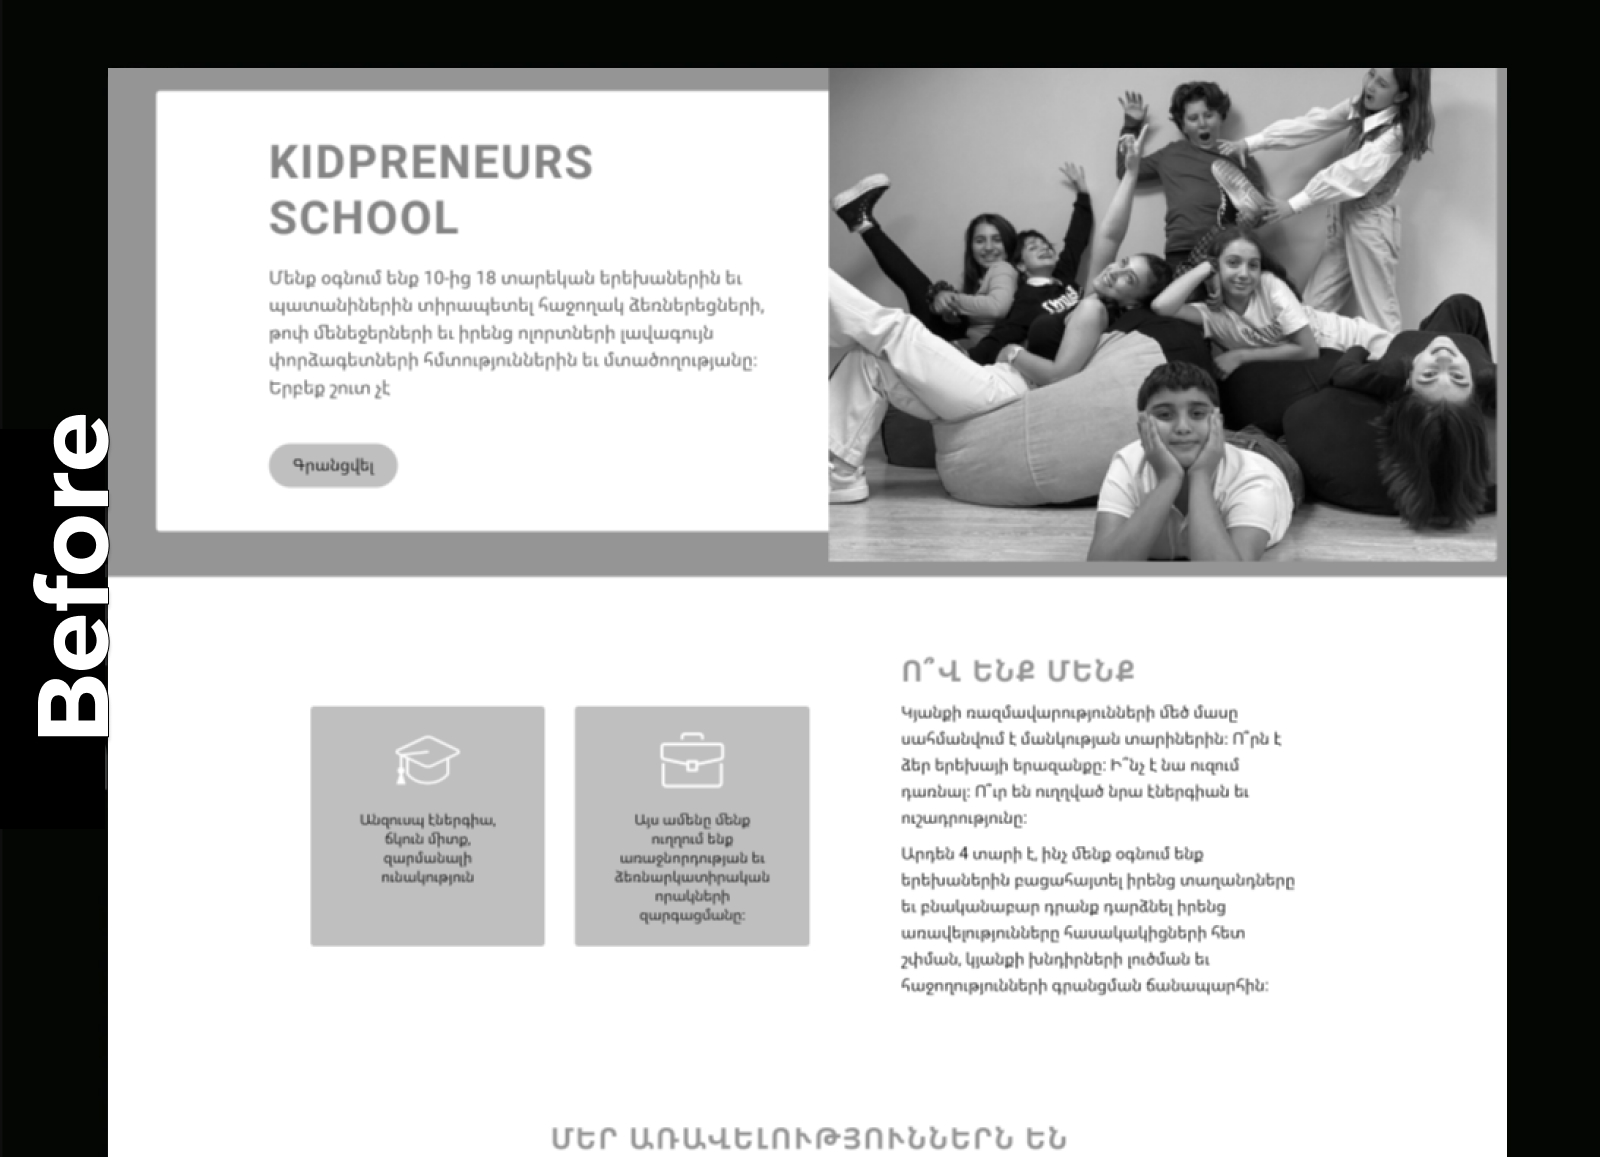 Before
KIDPRENEURS
SCHOOL
Մենք օգնում ենք 10-ից 18 տարեկան երեխաներին եւ
պատանիներին տիրապետել հաջողակ ձեռներեցների,
թոփ մենեջերների եւ իրենց ոլորտների լավագույն
փորձագետների հմտություններին եւ մտածողությանը:
Երբեք շուտ չէ
Գրանցվել
Անզուսպ էներգիա,
ճկուն միտք,
զարմանալի
ունակություն
Այս ամենը մենք
ուղղում ենք
առաջնորդության եւ
ձեռնարկատիրական
որակների
զարգացմանը:
Ո՞Վ ԵՆՔ ՄԵՆՔ
Կյանքի ռազմավարությունների մեծ մասը
սահմանվում է մանկության տարիներին: Ո՞րն է
ձեր երեխայի երազանքը: Ի՞նչ է նա ուզում
դառնալ: Ո՞ւր են ուղղված նրա էներգիան եւ
ուշադրությունը:
Արդեն 4 տարի է, ինչ մենք օգնում ենք
երեխաներին բացահայտել իրենց տաղանդները
եւ բնականաբար դրանք դարձնել իրենց
առավելությունները հասակակիցների հետ
շփման, կյանքի խնդիրների լուծման եւ
հաջողությունների գրանցման ճանապարհին:
ՄԵՐ ԱՌԱՎԵԼՈՒԹՅՈՒՆՆԵՐՆ ԵՆ